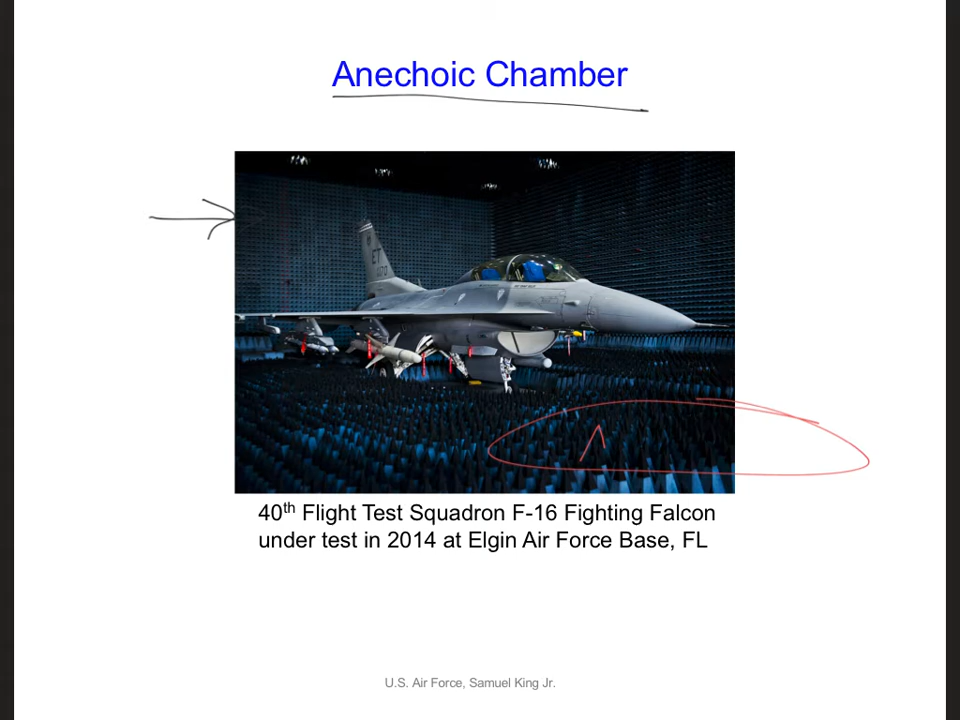 Anechoic Chamber
ET
40th Flight Test Squadron F-16 Fighting Falcon
under test in 2014 at Elgin Air Force Base, FL
U.S. Air Force, Samuel King Jr.